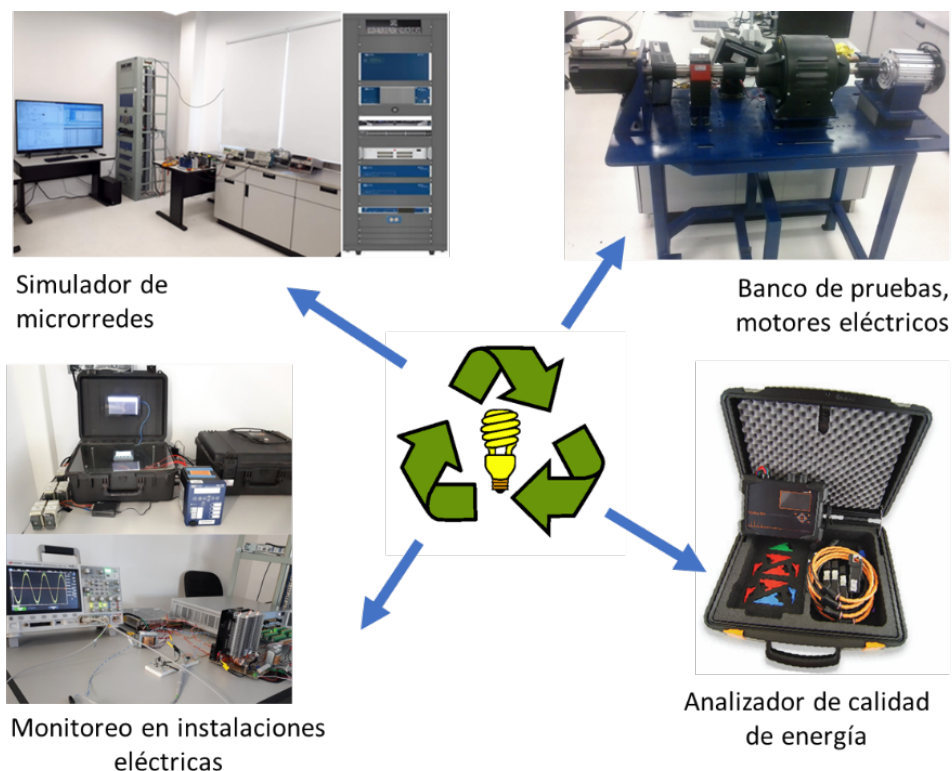 Simulador de
microrredes
Banco de pruebas,
motores eléctricos
Monitoreo en instalaciones
eléctricas
Analizador de calidad
de energía